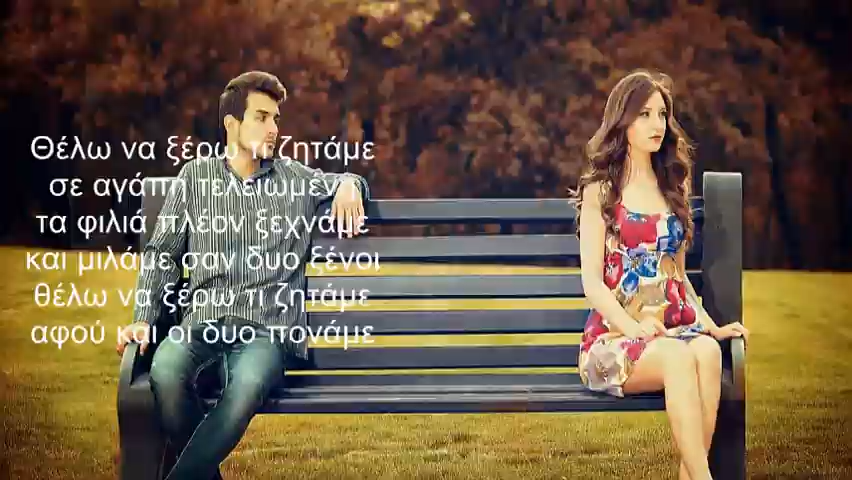 Θέλω να ξέρω τι ζητάμε
σε αγάπη τελειωμένη
τα φιλιά πλέον ξεχνάμε
και μιλάμε σαν δυο ξένοι
θέλω να ξέρω τι ζητάμε
αφού και οι δυο πονάμε